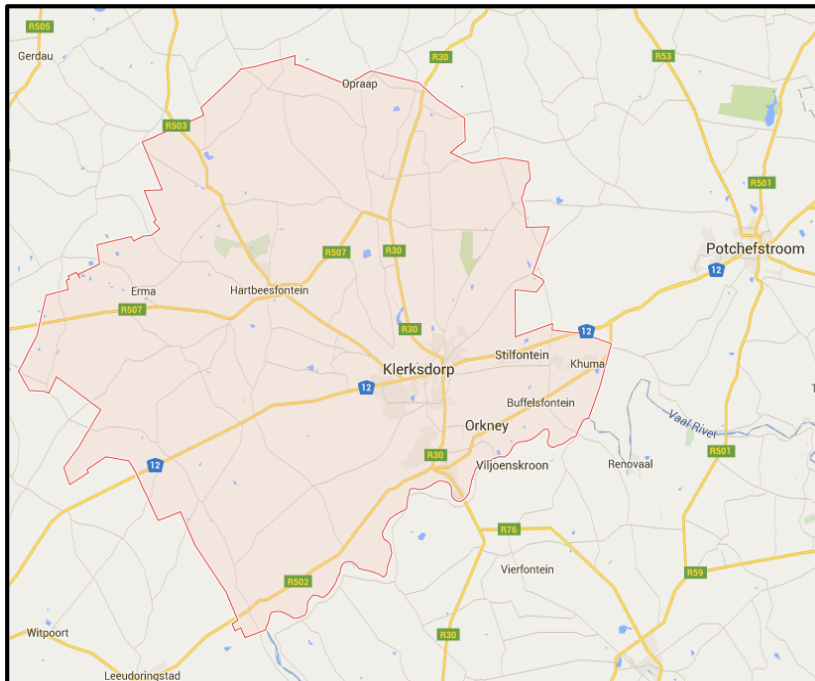 R505
Gerdau
R30
R53
Opraap
R503
R501
R507
R30
Potchefstroom
12
Erma
Hartbeesfontein
R507
R30
12
Stilfontein
Klerksdorp
Khuma
12
Buffelsfontein
Vaal River
Orkney
R30
R501
12
Viljoenskroon
Renovaal
R76
Vierfontein
R59
R502
Witpoort
R30
Leeudoringstad